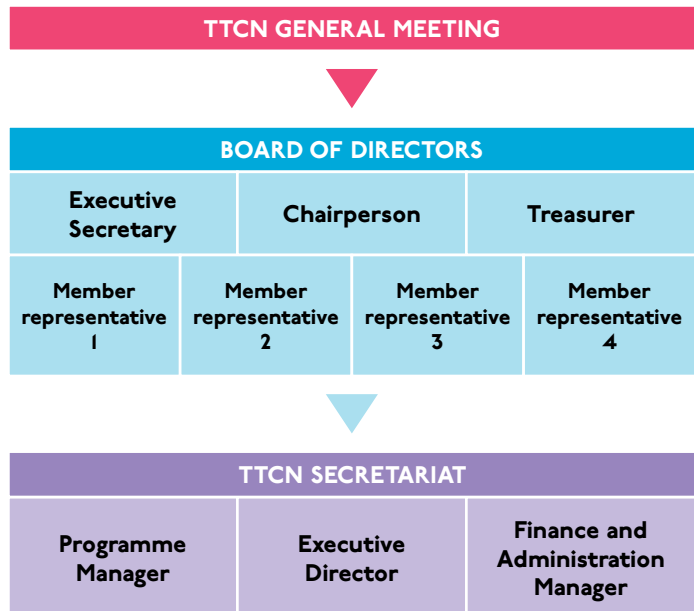 TTCN GENERAL MEETING
BOARD OF DIRECTORS
Executive
Secretary
Chairperson
Treasurer
Member
representative
1
Member
representative
2
Member
representative
3
Member
representative
4
TTCN SECRETARIAT
Programme
Manager
Executive
Director
Finance and
Administration
Manager